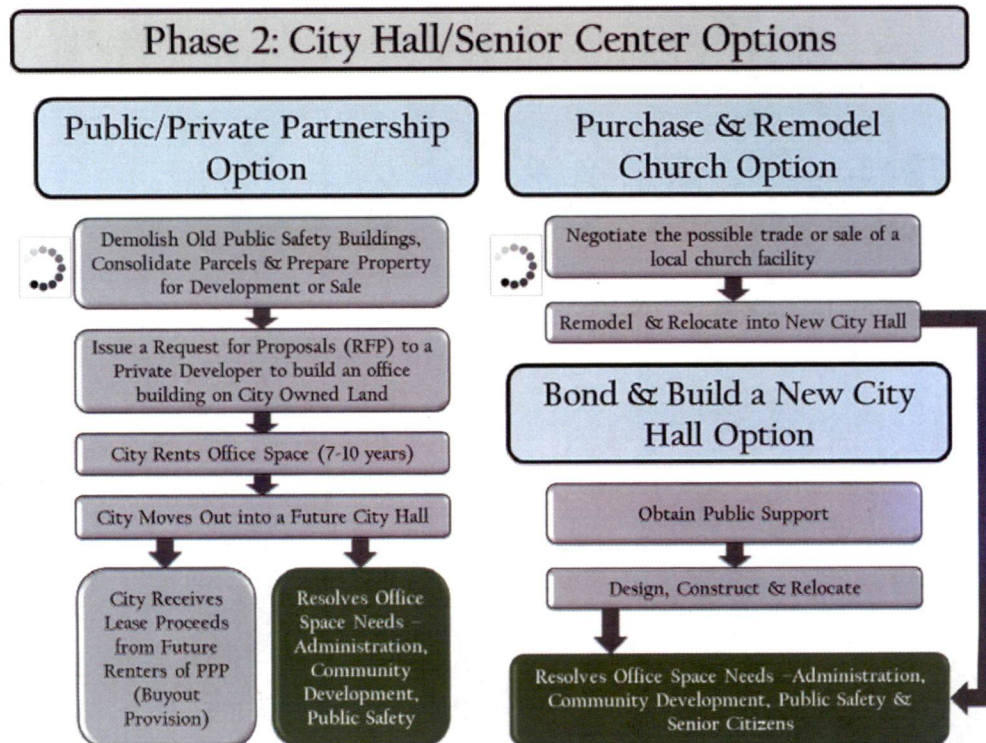 Phase 2: City Hall/Senior Center Options
Public/Private Partnership
Option
Demolish Old Public Safety Buildings,
Consolidate Parcels & Prepare Property
for Development or Sale
Issue a Request for Proposals (RFP) to a
Private Developer to build an office
building on City Owned Land
City Rents Office Space (7-10 years)
City Moves Out into a Future City Hall
City Receives
Lease Proceeds
from Future
Renters of PPP
(Buyout
Provision)
Resolves Office
Space Needs –
Administration,
Community
Development,
Public Safety
Purchase & Remodel
Church Option
Negotiate the possible trade or sale of a
local church facility
Remodel & Relocate into New City Hall
Bond & Build a New City
Hall Option
Obtain Public Support
Design, Construct & Relocate
Resolves Office Space Needs –Administration,
Community Development, Public Safety &
Senior Citizens